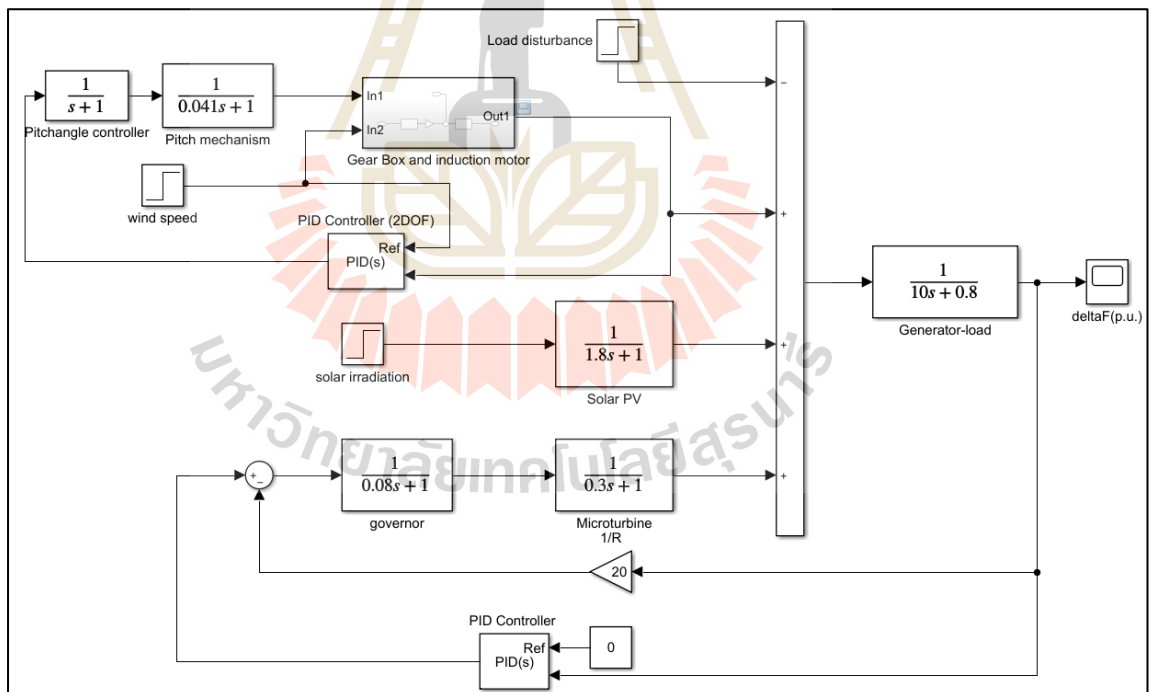 Load disturbance
1
s + 1
Pitchangle controller
1
0.041s + 1
Pitch mechanism
In1
In2
Out1
Gear Box and induction motor
wind speed
PID Controller (2DOF)
Ref
PID(s)
solar irradiation
1
1.8s + 1
Solar PV
1
10s + 0.8
Generator-load
deltaF(p.u.)
1
0.08s + 1
governor
1
0.3s + 1
Microturbine
1/R
20
PID Controller
Ref
PID(s)
0
−
+
+
+
+
−
มหาวิทยาลัยเทคโนโลยีสุรนารี